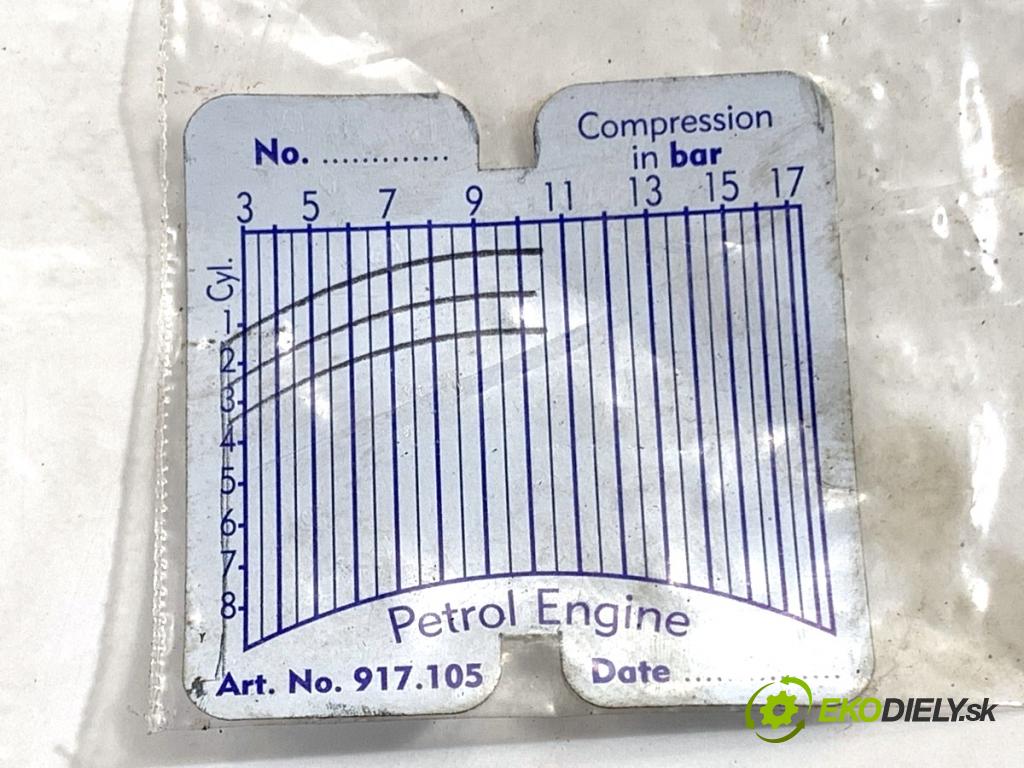 No. .............
Compression
in bar
3 5 7 9 11 13 15 17
Cyl.
1
2
3
4
5
6
7
8
Petrol Engine
Art. No. 917.105
Date ..............
EKODIELY.sk